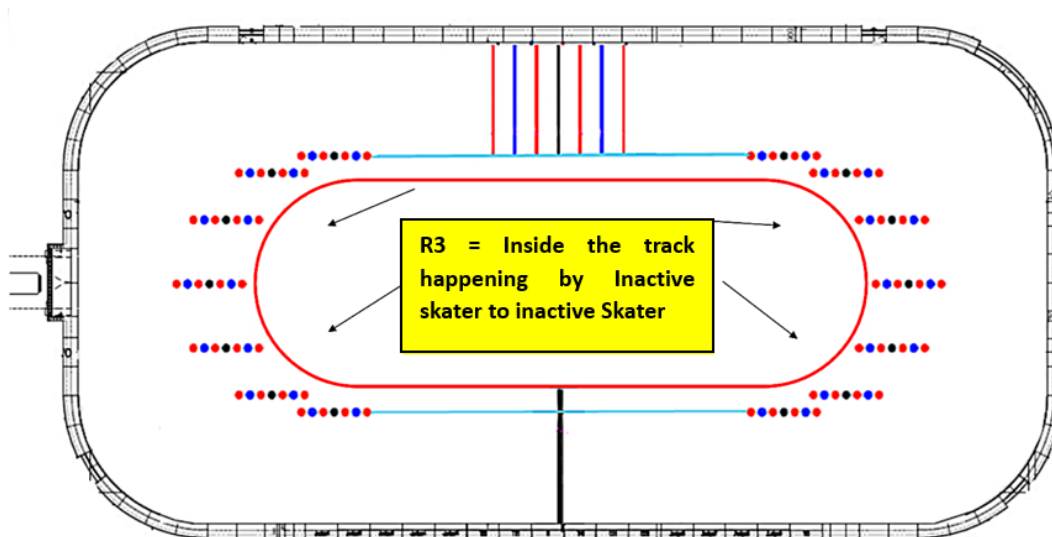 R3 = Inside the track
happening by Inactive
skater to inactive Skater